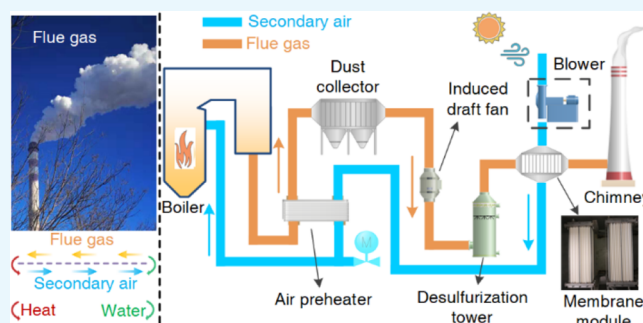 Flue gas
Flue gas
Secondary air
Heat
Water
Secondary air
Flue gas
Boiler
Dust
collector
Induced
draft fan
Blower
Chimney
M
Air preheater
Desulfurization
tower
Membrane
module